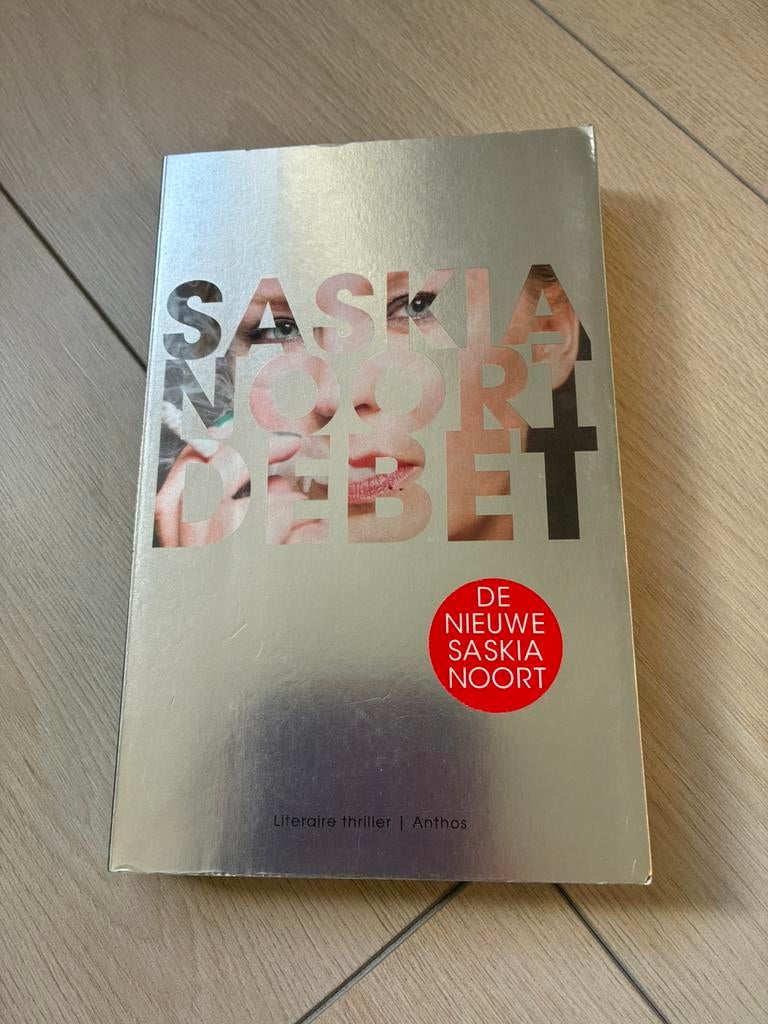 SASKIA
NOORT
DEBET
DE
NIEUWE
SASKIA
NOORT
Literaire thriller | Anthos